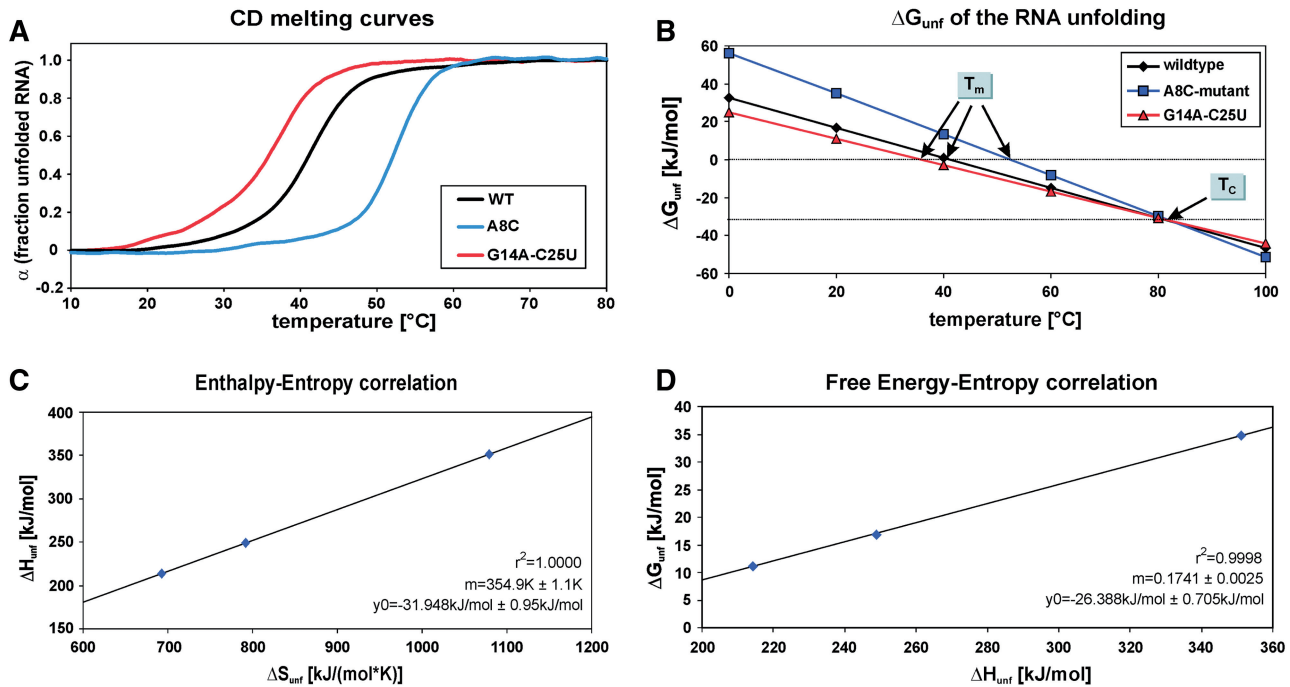 A
CD melting curves
α (fraction unfolded RNA)
1.0
0.8
0.6
0.4
0.2
0
-0.2
10
20
30
40
50
60
70
80
temperature [°C]
WT
A8C
G14A-C25U
B
ΔGunf of the RNA unfolding
ΔGunf [kJ/mol]
60
40
20
0
-20
-40
-60
0
20
40
60
80
100
temperature [°C]
Tm
TC
wildtype
A8C-mutant
G14A-C25U
C
Enthalpy-Entropy correlation
ΔHunf [kJ/mol]
400
350
300
250
200
150
600
700
800
900
1000
1100
1200
ΔSunf [kJ/(mol*K)]
r2=1.0000
m=354.9K ± 1.1K
y0=-31.948kJ/mol ± 0.95kJ/mol
D
Free Energy-Entropy correlation
ΔGunf [kJ/mol]
40
35
30
25
20
15
10
5
0
200
220
240
260
280
300
320
340
360
ΔHunf [kJ/mol]
r2=0.9998
m=0.1741 ± 0.0025
y0=-26.388kJ/mol ± 0.705kJ/mol